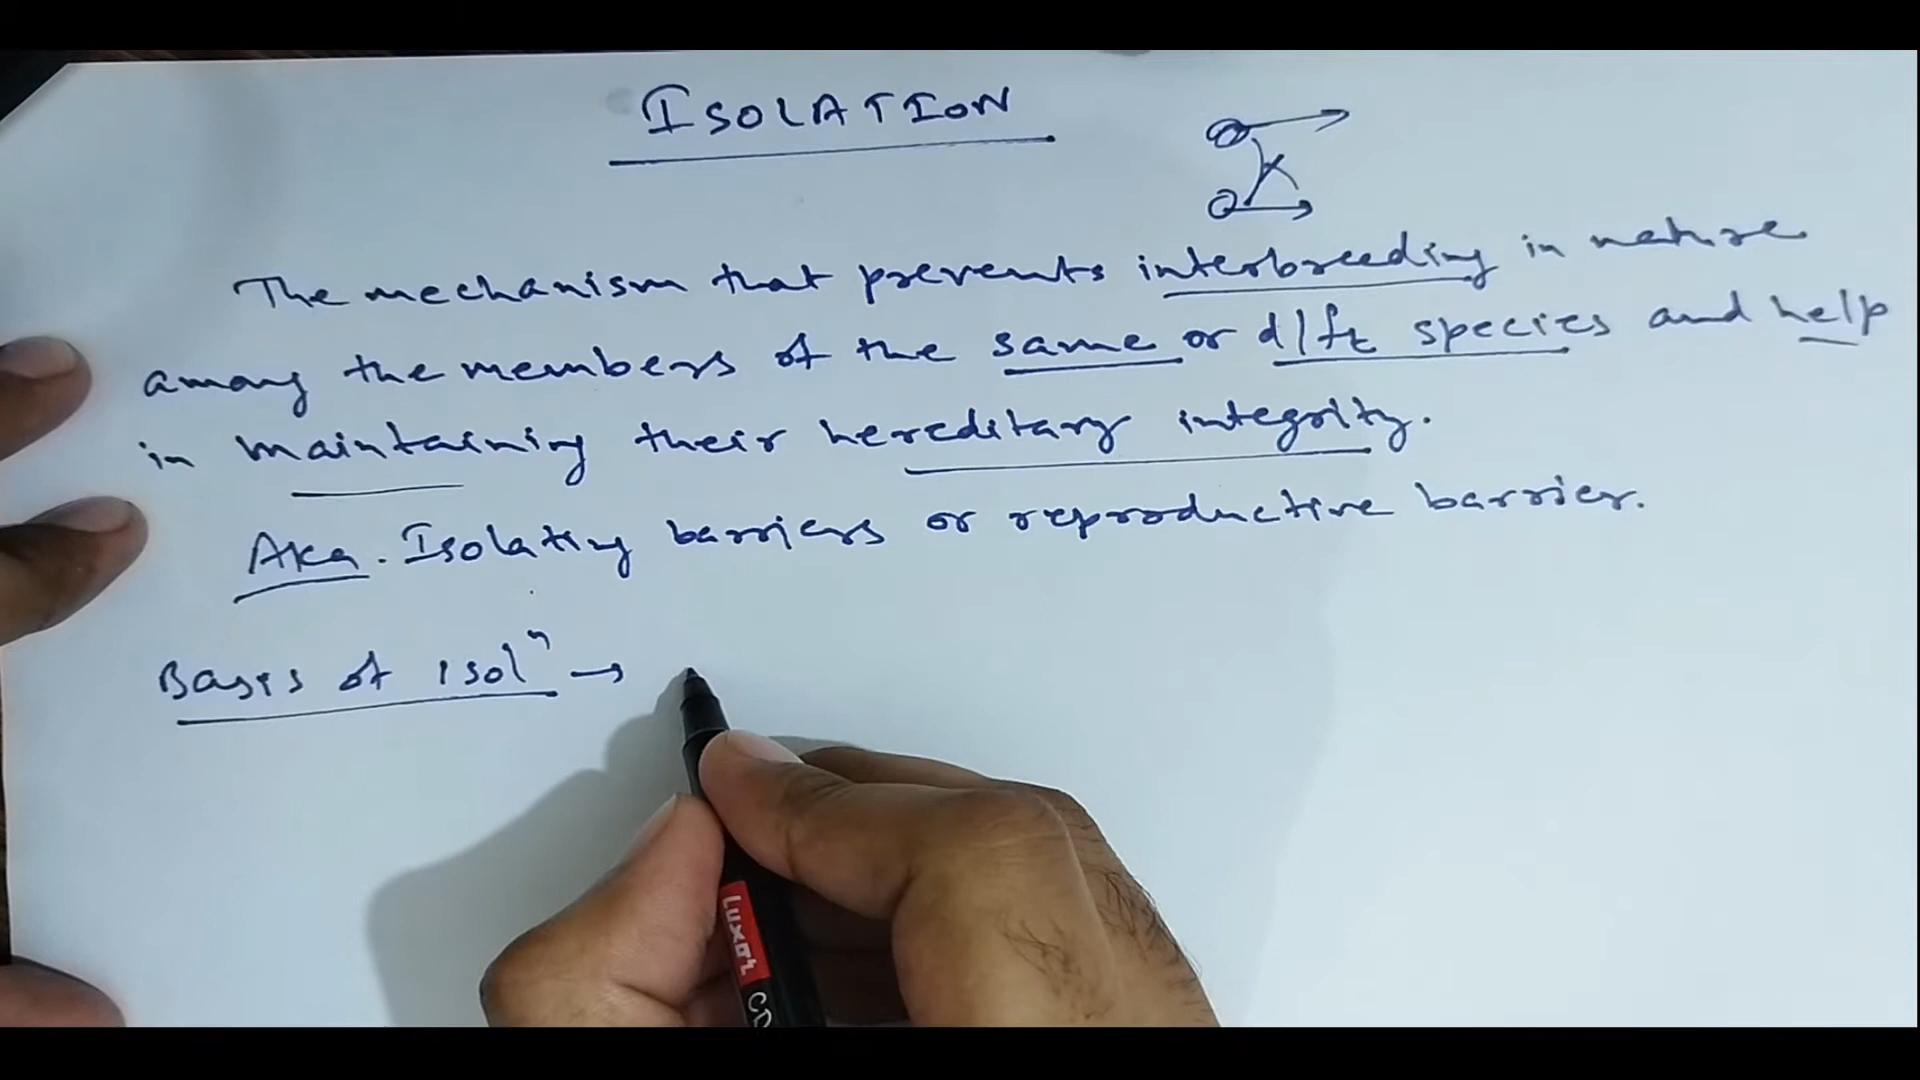 ISOLATION
The mechanism that prevents interbreeding in nature
among the members of the same or d/ft species and help
in maintaining their hereditary integrity.
Aka. Isolating barriers or reproductive barrier.
Basis of isolⁿ →
Luxor
CD